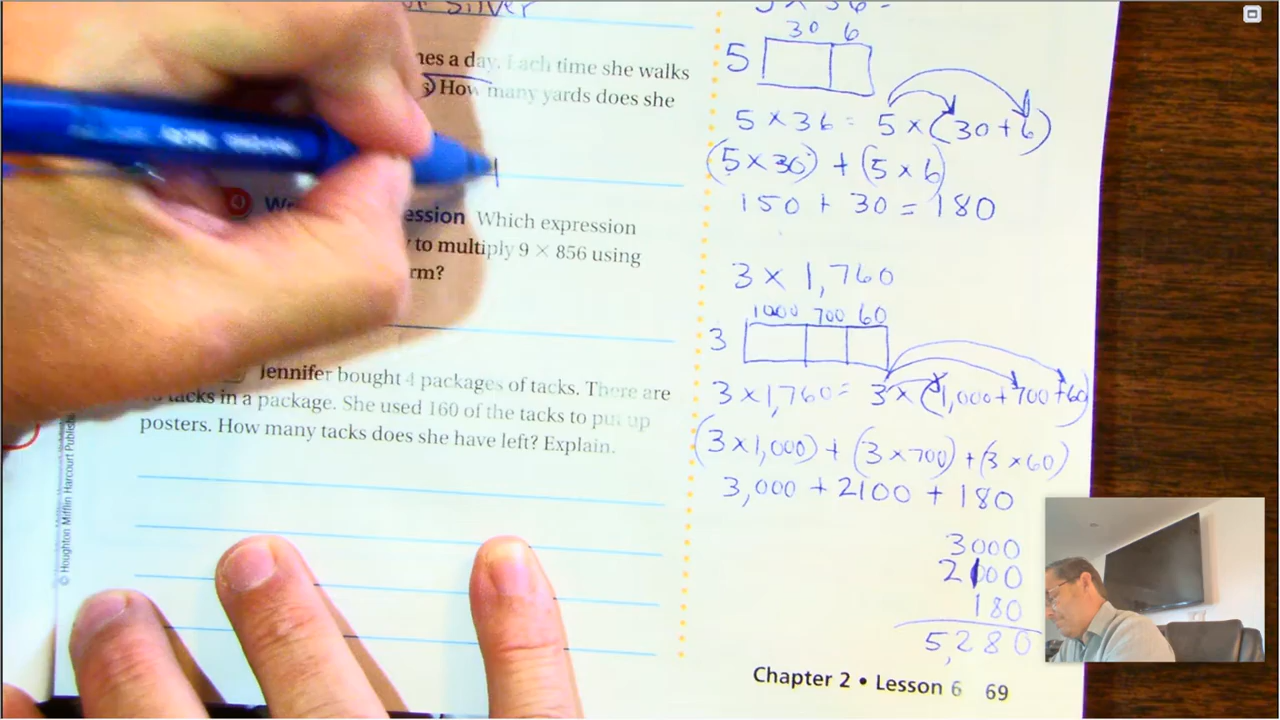 Silver
a day. Each time she walks
How many yards does she
ession Which expression
to multiply 9 × 856 using
rm?
Jennifer bought 4 packages of tacks. There are
tacks in a package. She used 160 of the tacks to put up
posters. How many tacks does she have left? Explain.
© Houghton Mifflin Harcourt Publis
30 6
5
5 × 36 = 5 × (30 + 6)
(5 × 30) + (5 × 6)
150 + 30 = 180
3 × 1,760
1000 700 60
3
3 × 1,760 = 3 × (1,000 + 700 + 60)
(3 × 1,000) + (3 × 700) + (3 × 60)
3,000 + 2100 + 180
3000
2100
180
5,280
Chapter 2 • Lesson 6 69